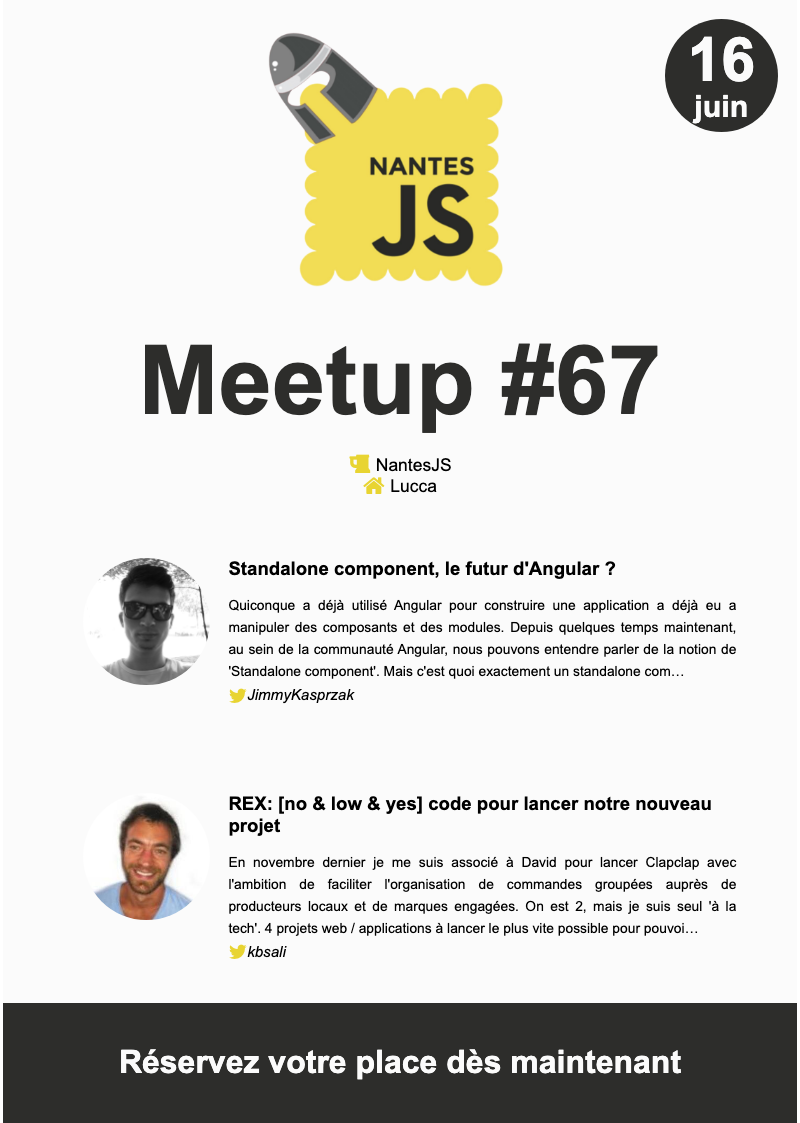 16
juin
NANTES
JS
Meetup #67
NantesJS
Lucca
Standalone component, le futur d'Angular ?
Quiconque a déjà utilisé Angular pour construire une application a déjà eu a
manipuler des composants et des modules. Depuis quelques temps maintenant,
au sein de la communauté Angular, nous pouvons entendre parler de la notion de
'Standalone component'. Mais c'est quoi exactement un standalone com…
JimmyKasprzak
REX: [no & low & yes] code pour lancer notre nouveau
projet
En novembre dernier je me suis associé à David pour lancer Clapclap avec
l'ambition de faciliter l'organisation de commandes groupées auprès de
producteurs locaux et de marques engagées. On est 2, mais je suis seul 'à la
tech'. 4 projets web / applications à lancer le plus vite possible pour pouvoi…
kbsali
Réservez votre place dès maintenant